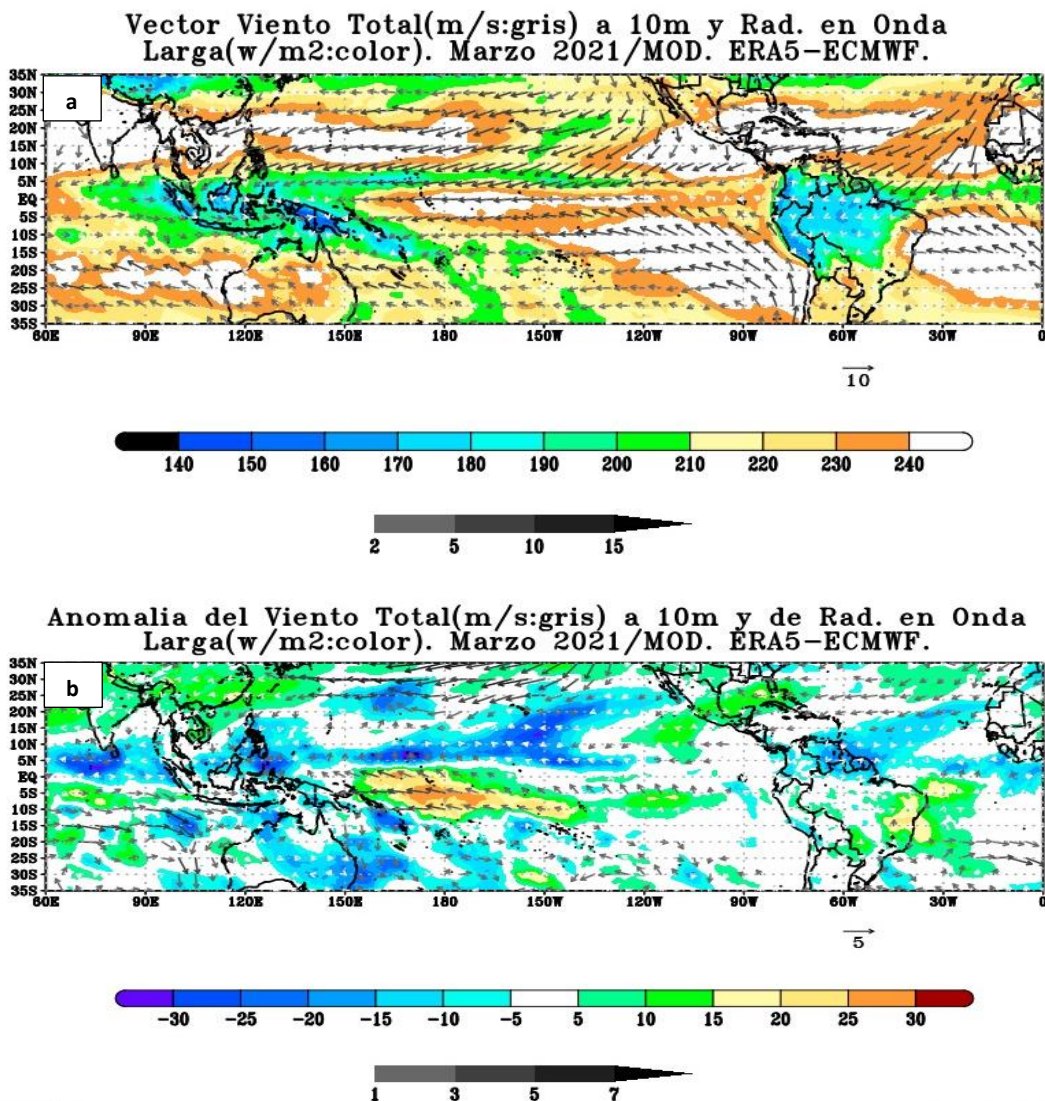 Vector Viento Total(m/s:gris) a 10m y Rad. en Onda
Larga(w/m2:color). Marzo 2021/MOD. ERA5-ECMWF.
a
35N
30N
25N
20N
15N
10N
5N
EQ
5S
10S
15S
20S
25S
30S
35S
60E 90E 120E 150E 180 150W 120W 90W 60W 30W 0
10
140 150 160 170 180 190 200 210 220 230 240
2 5 10 15
Anomalia del Viento Total(m/s:gris) a 10m y de Rad. en Onda
Larga(w/m2:color). Marzo 2021/MOD. ERA5-ECMWF.
b
35N
30N
25N
20N
15N
10N
5N
EQ
5S
10S
15S
20S
25S
30S
35S
60E 90E 120E 150E 180 150W 120W 90W 60W 30W 0
5
-30 -25 -20 -15 -10 -5 5 10 15 20 25 30
1 3 5 7